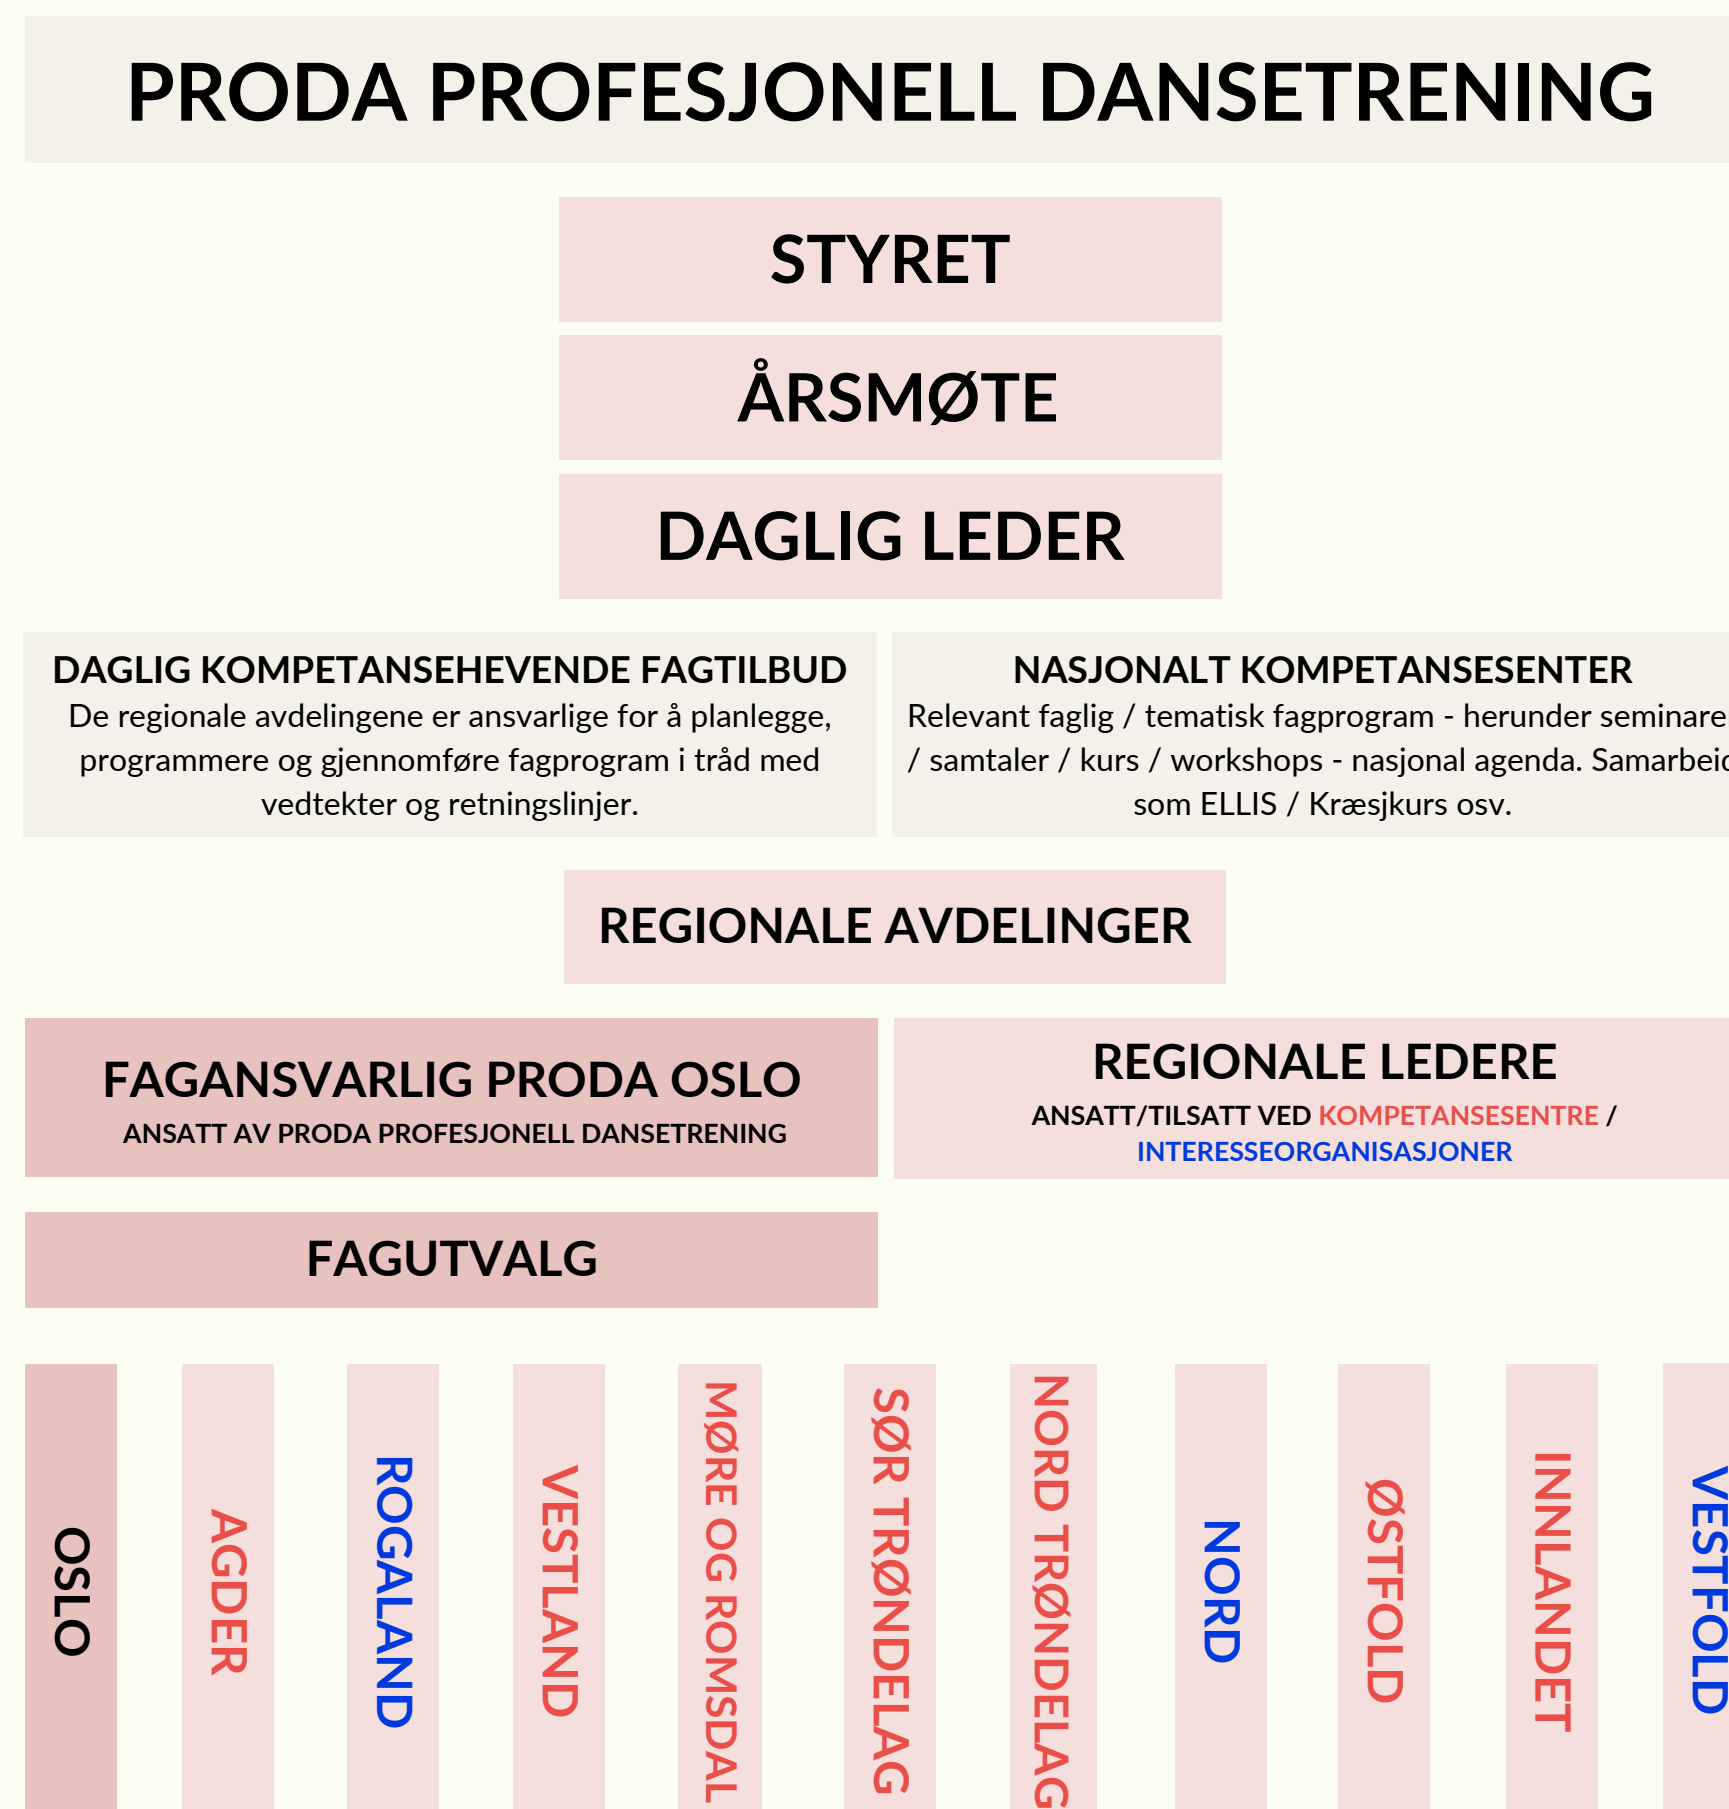 PRODA PROFESJONELL DANSETRENING
STYRET
ÅRSMØTE
DAGLIG LEDER
DAGLIG KOMPETANSEHEVENDE FAGTILBUD
De regionale avdelingene er ansvarlige for å planlegge,
programmere og gjennomføre fagprogram i tråd med
vedtekter og retningslinjer.
NASJONALT KOMPETANSESENTER
Relevant faglig / tematisk fagprogram - herunder seminare
/ samtaler / kurs / workshops - nasjonal agenda. Samarbeid
som ELLIS / Kræsjkurs osv.
REGIONALE AVDELINGER
FAGANSVARLIG PRODA OSLO
ANSATT AV PRODA PROFESJONELL DANSETRENING
REGIONALE LEDERE
ANSATT/TILSATT VED KOMPETANSESENTRE /
INTERESSEORGANISASJONER
FAGUTVALG
OSLO
AGDER
ROGALAND
VESTLAND
MØRE OG ROMSDAL
SØR TRØNDELAG
NORD TRØNDELAG
NORD
ØSTFOLD
INNLANDET
VESTFOLD